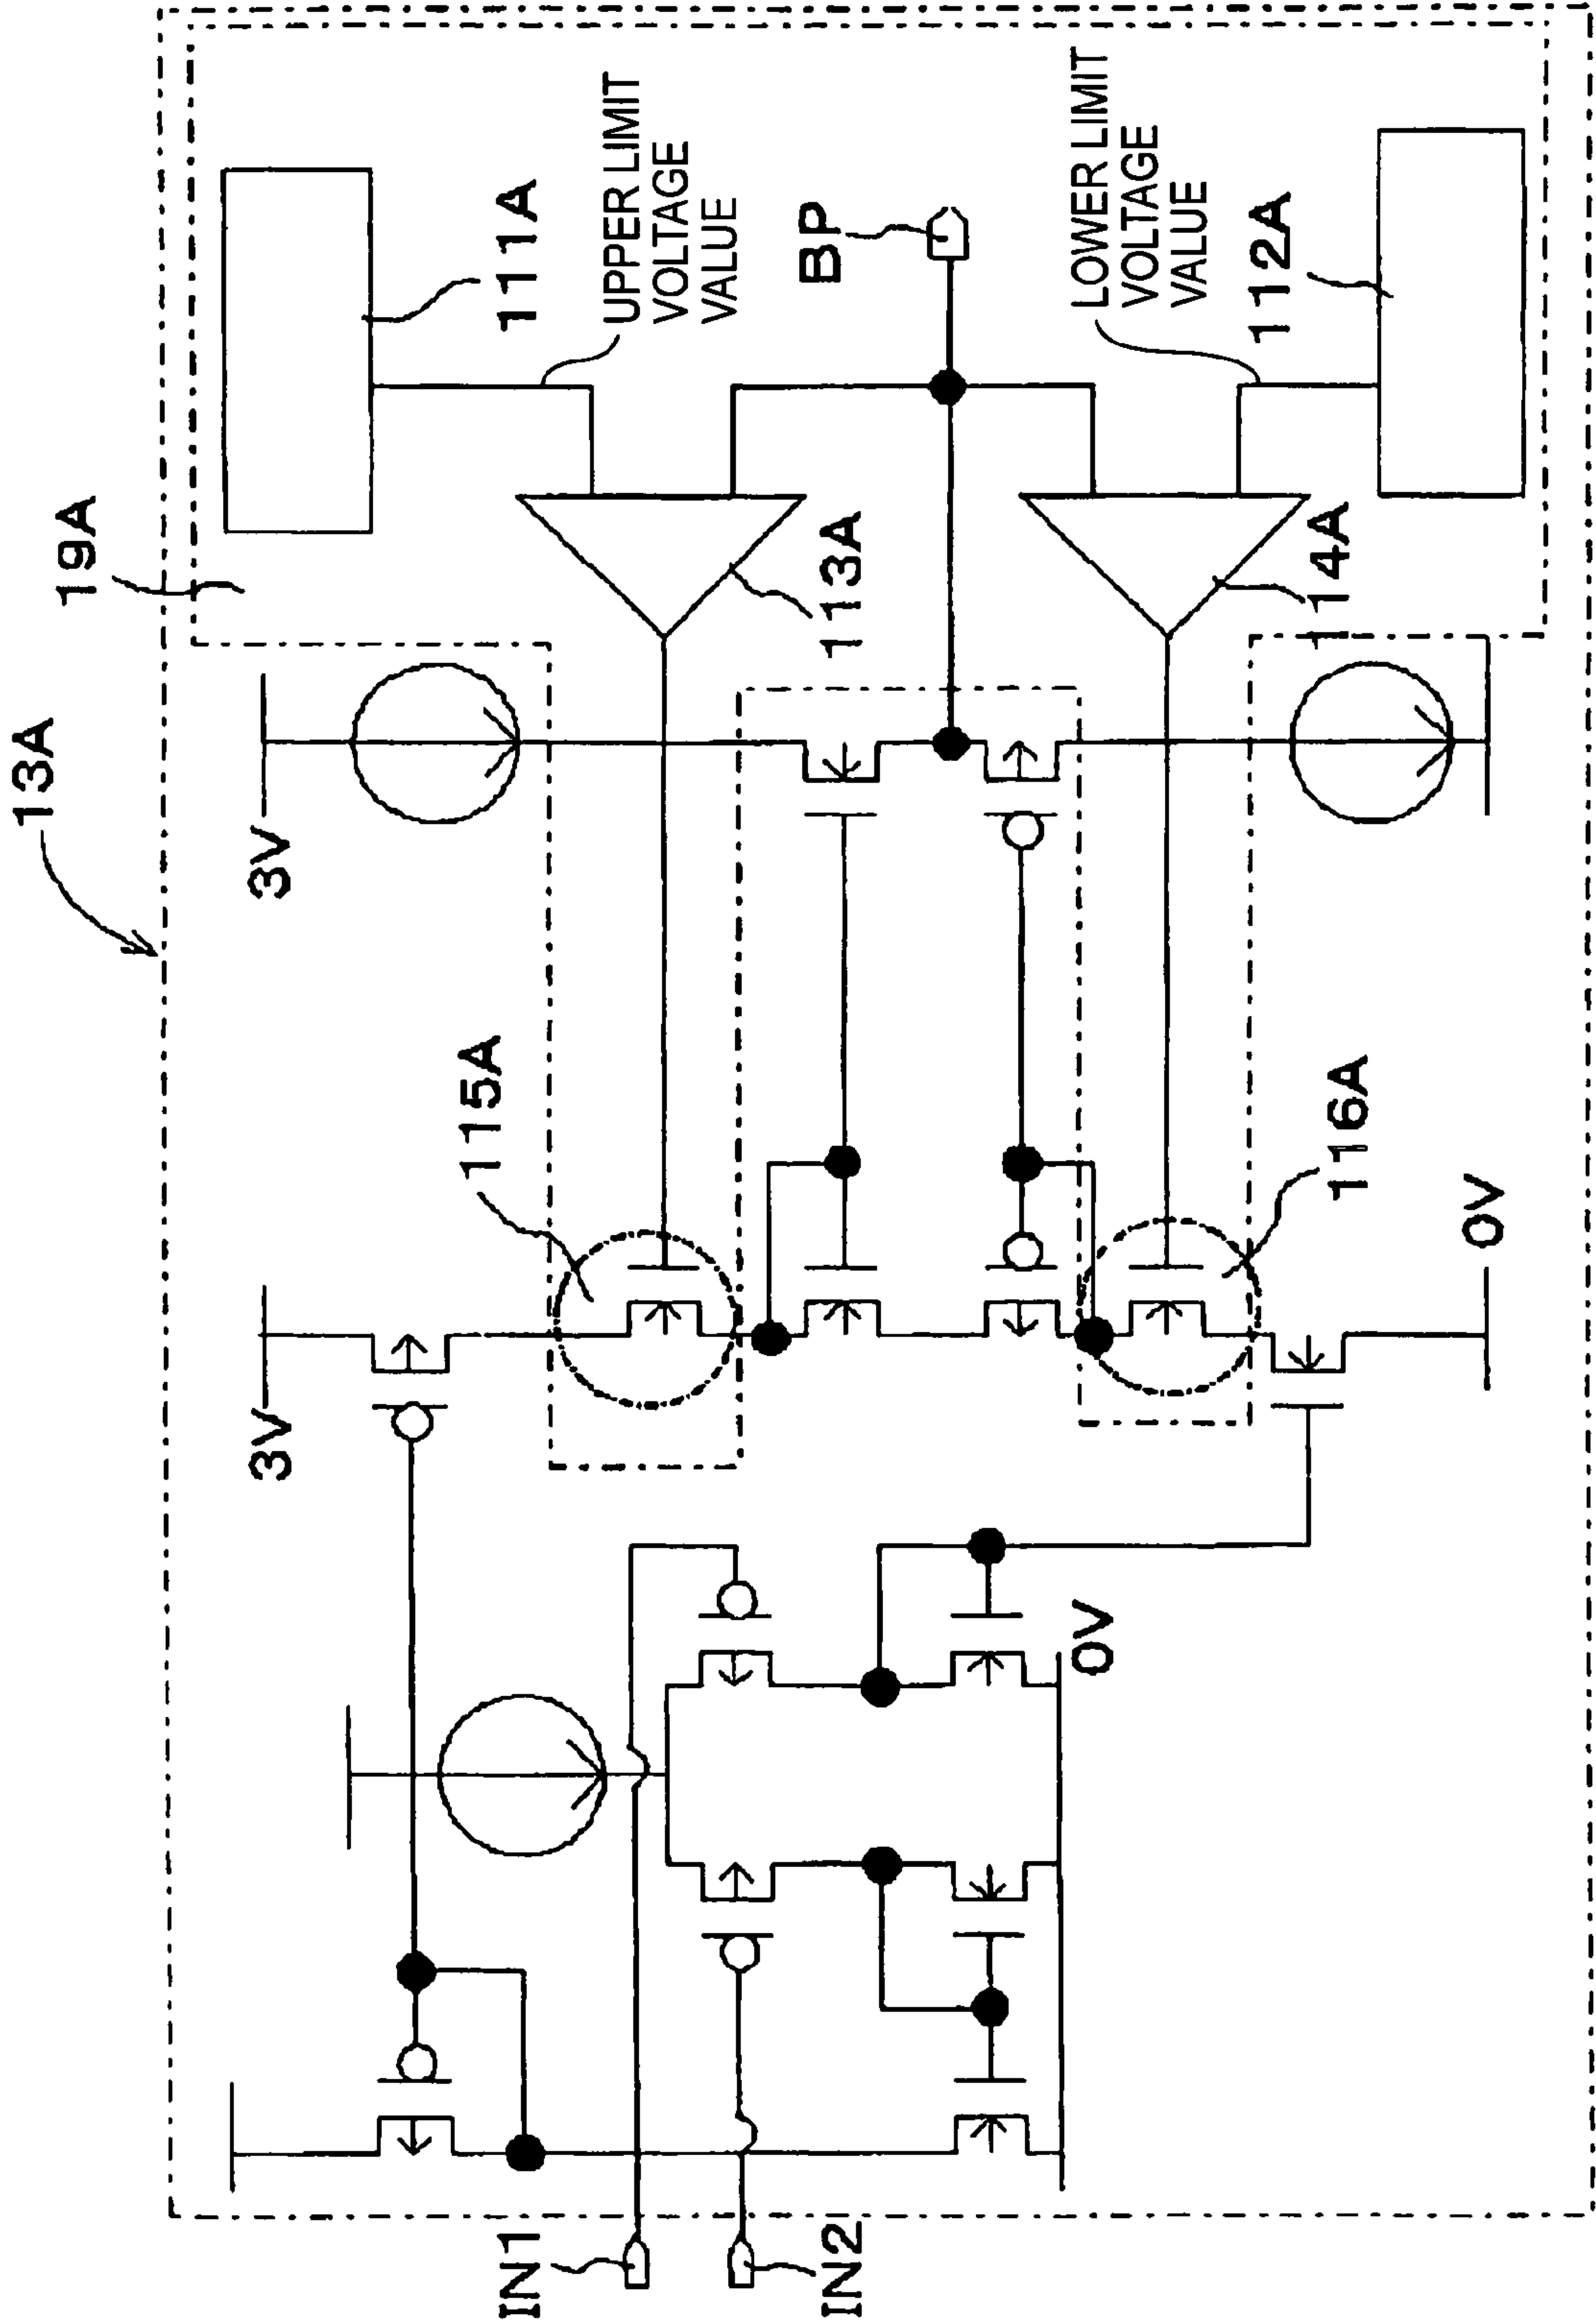 13A
19A
3V
3V
111A
UPPER LIMIT
VOLTAGE
VALUE
115A
113A
BP
LOWER LIMIT
VOLTAGE
VALUE
112A
114A
116A
0V
0V
IN1
IN2